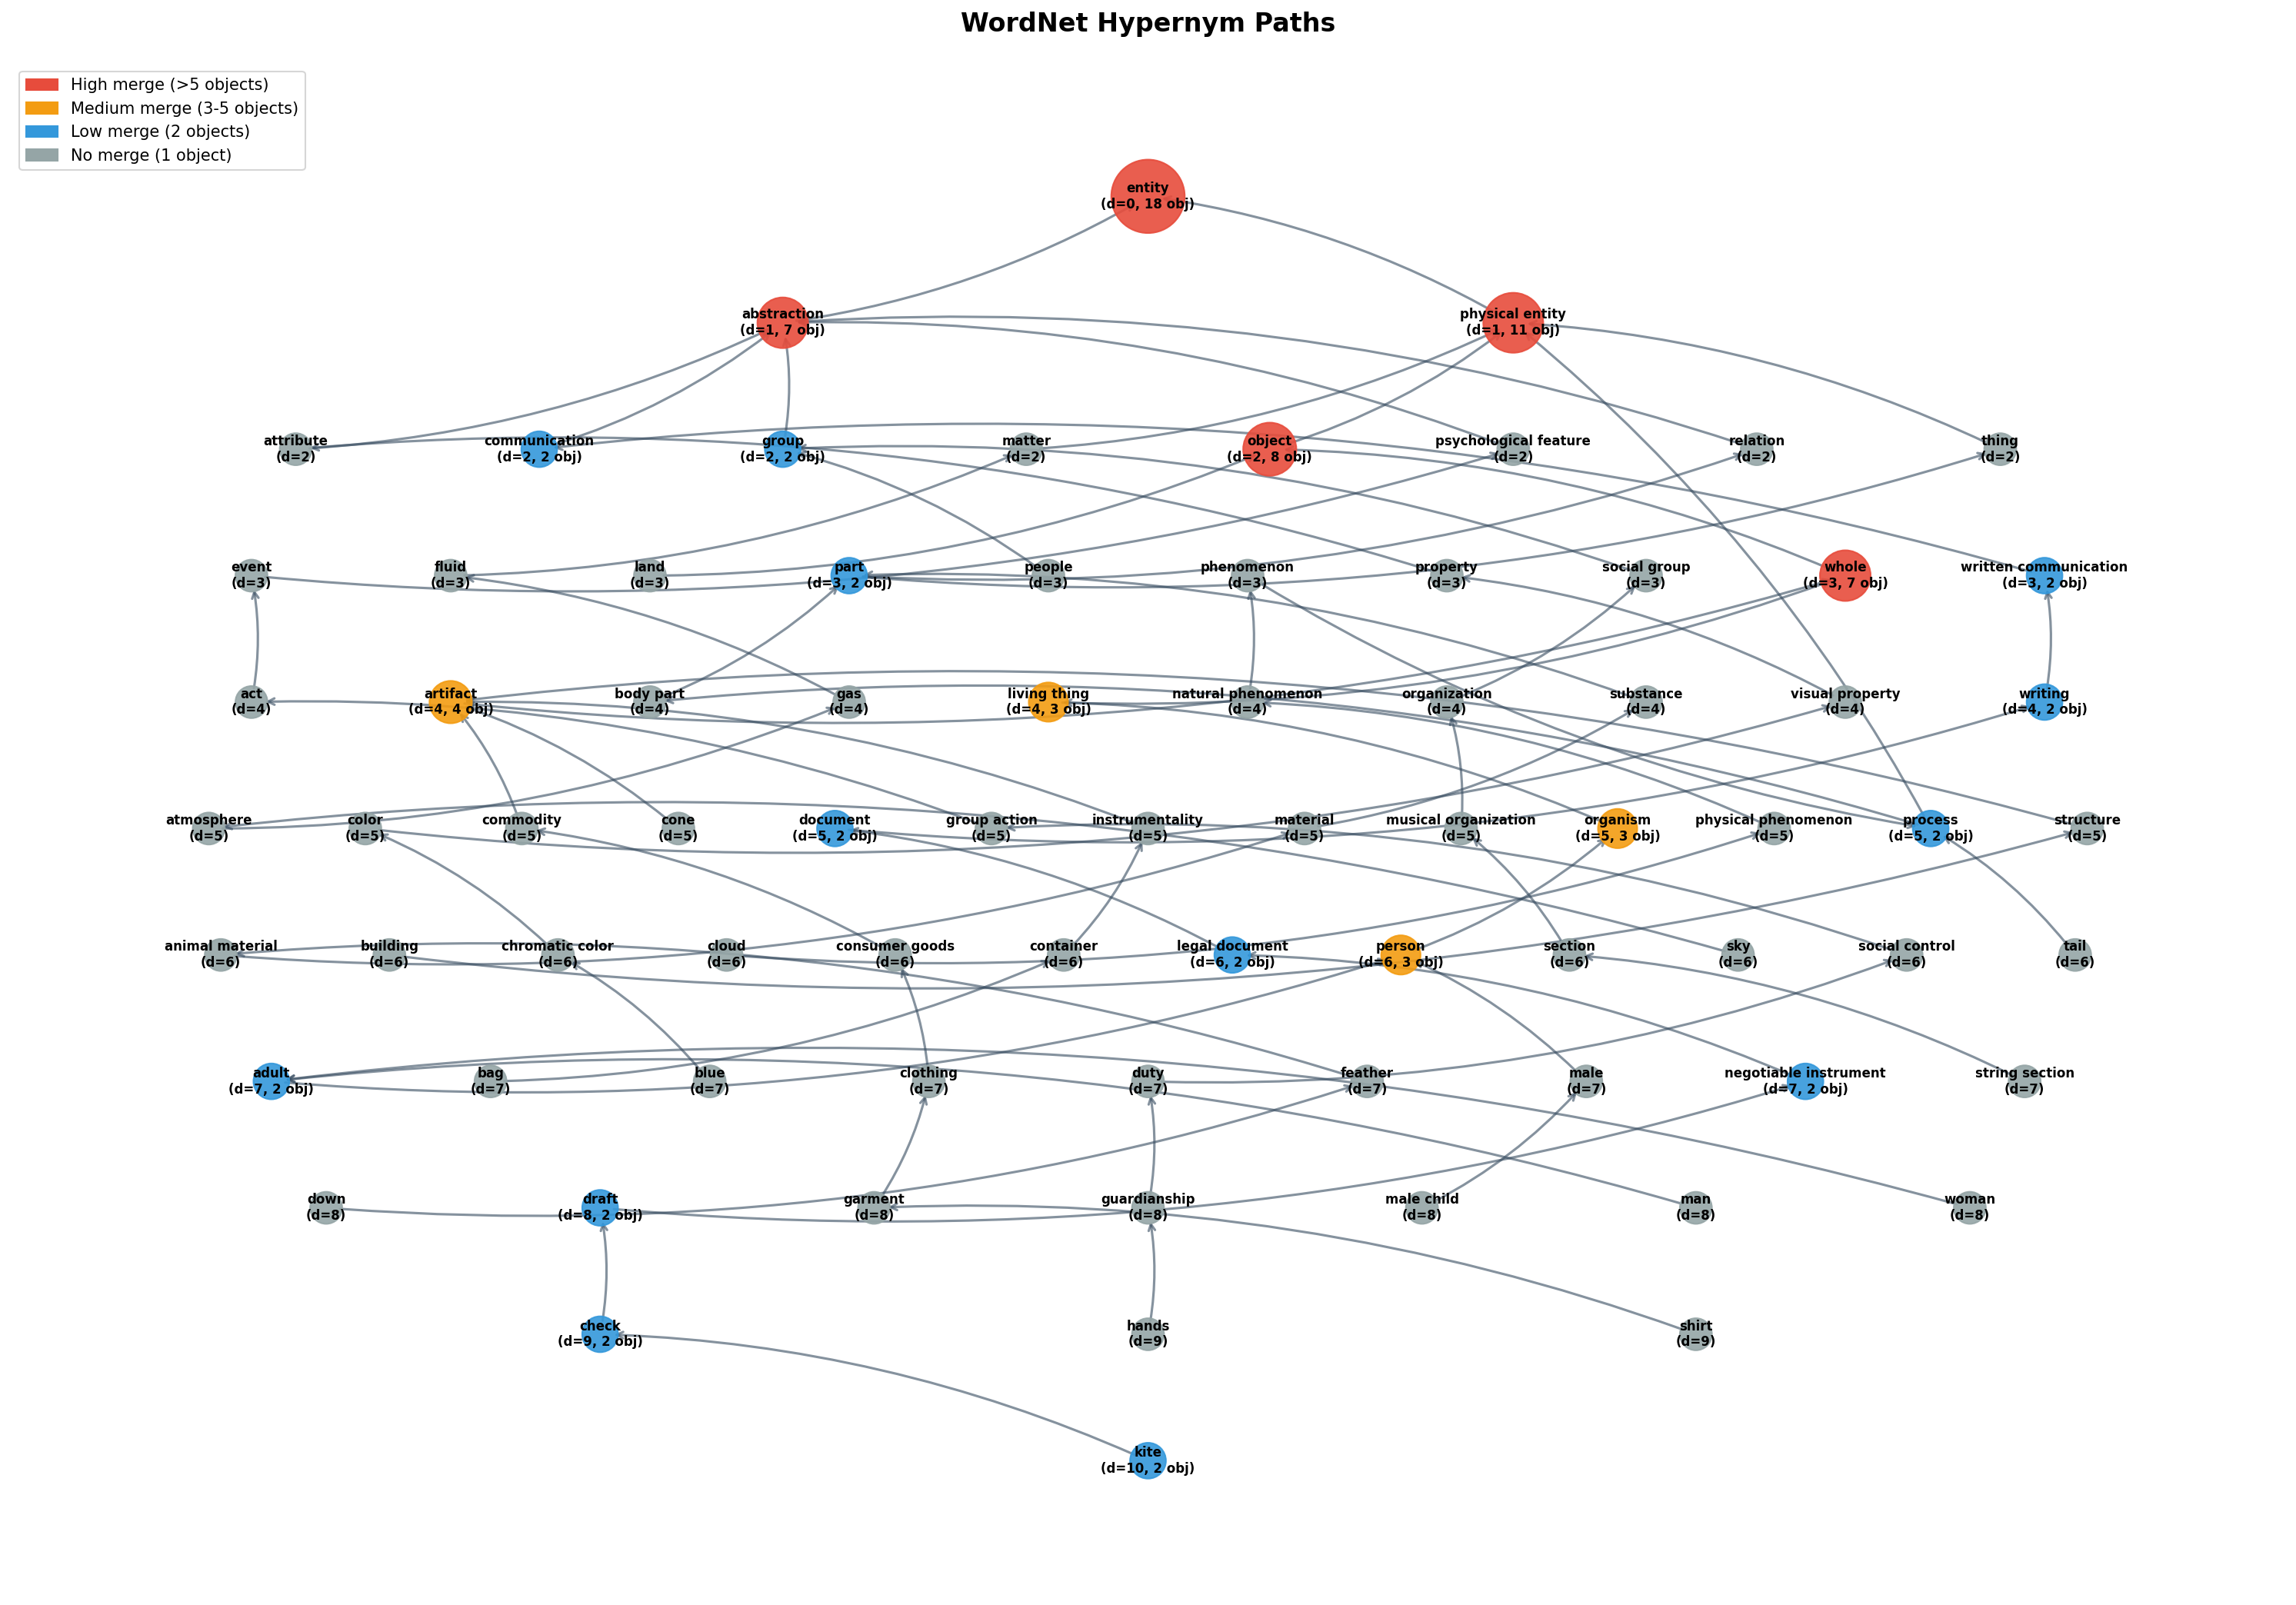 WordNet Hypernym Paths
High merge (>5 objects)
Medium merge (3-5 objects)
Low merge (2 objects)
No merge (1 object)
entity
(d=0, 18 obj)
abstraction
(d=1, 7 obj)
physical entity
(d=1, 11 obj)
attribute
(d=2)
communication
(d=2, 2 obj)
group
(d=2, 2 obj)
matter
(d=2)
object
(d=2, 8 obj)
psychological feature
(d=2)
relation
(d=2)
thing
(d=2)
event
(d=3)
fluid
(d=3)
land
(d=3)
part
(d=3, 2 obj)
people
(d=3)
phenomenon
(d=3)
property
(d=3)
social group
(d=3)
whole
(d=3, 7 obj)
written communication
(d=3, 2 obj)
act
(d=4)
artifact
(d=4, 4 obj)
body part
(d=4)
gas
(d=4)
living thing
(d=4, 3 obj)
natural phenomenon
(d=4)
organization
(d=4)
substance
(d=4)
visual property
(d=4)
writing
(d=4, 2 obj)
atmosphere
(d=5)
color
(d=5)
commodity
(d=5)
cone
(d=5)
document
(d=5, 2 obj)
group action
(d=5)
instrumentality
(d=5)
material
(d=5)
musical organization
(d=5)
organism
(d=5, 3 obj)
physical phenomenon
(d=5)
process
(d=5, 2 obj)
structure
(d=5)
animal material
(d=6)
building
(d=6)
chromatic color
(d=6)
cloud
(d=6)
consumer goods
(d=6)
container
(d=6)
legal document
(d=6, 2 obj)
person
(d=6, 3 obj)
section
(d=6)
sky
(d=6)
social control
(d=6)
tail
(d=6)
adult
(d=7, 2 obj)
bag
(d=7)
blue
(d=7)
clothing
(d=7)
duty
(d=7)
feather
(d=7)
male
(d=7)
negotiable instrument
(d=7, 2 obj)
string section
(d=7)
down
(d=8)
draft
(d=8, 2 obj)
garment
(d=8)
guardianship
(d=8)
male child
(d=8)
man
(d=8)
woman
(d=8)
check
(d=9, 2 obj)
hands
(d=9)
shirt
(d=9)
kite
(d=10, 2 obj)